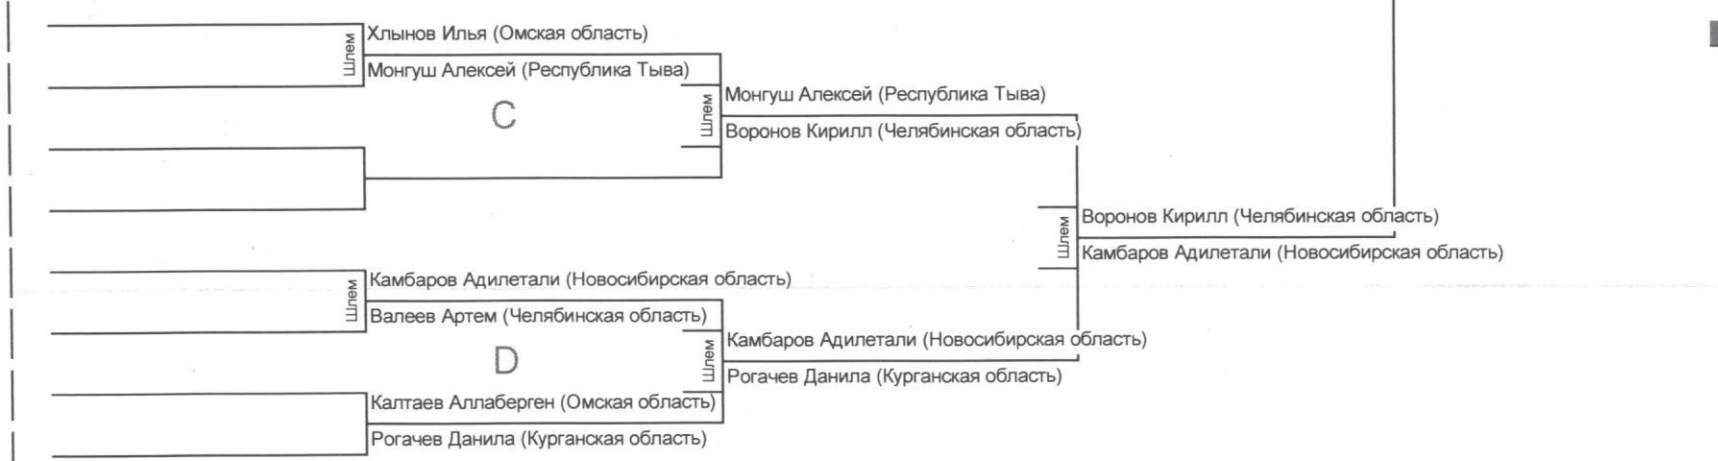 Шлем
Хлынов Илья (Омская область)
Монгуш Алексей (Республика Тыва)
C
Шлем
Монгуш Алексей (Республика Тыва)
Воронов Кирилл (Челябинская область)
Шлем
Воронов Кирилл (Челябинская область)
Камбаров Адилетали (Новосибирская область)
Шлем
Камбаров Адилетали (Новосибирская область)
Валеев Артем (Челябинская область)
D
Шлем
Камбаров Адилетали (Новосибирская область)
Рогачев Данила (Курганская область)
Калтаев Аллаберген (Омская область)
Рогачев Данила (Курганская область)